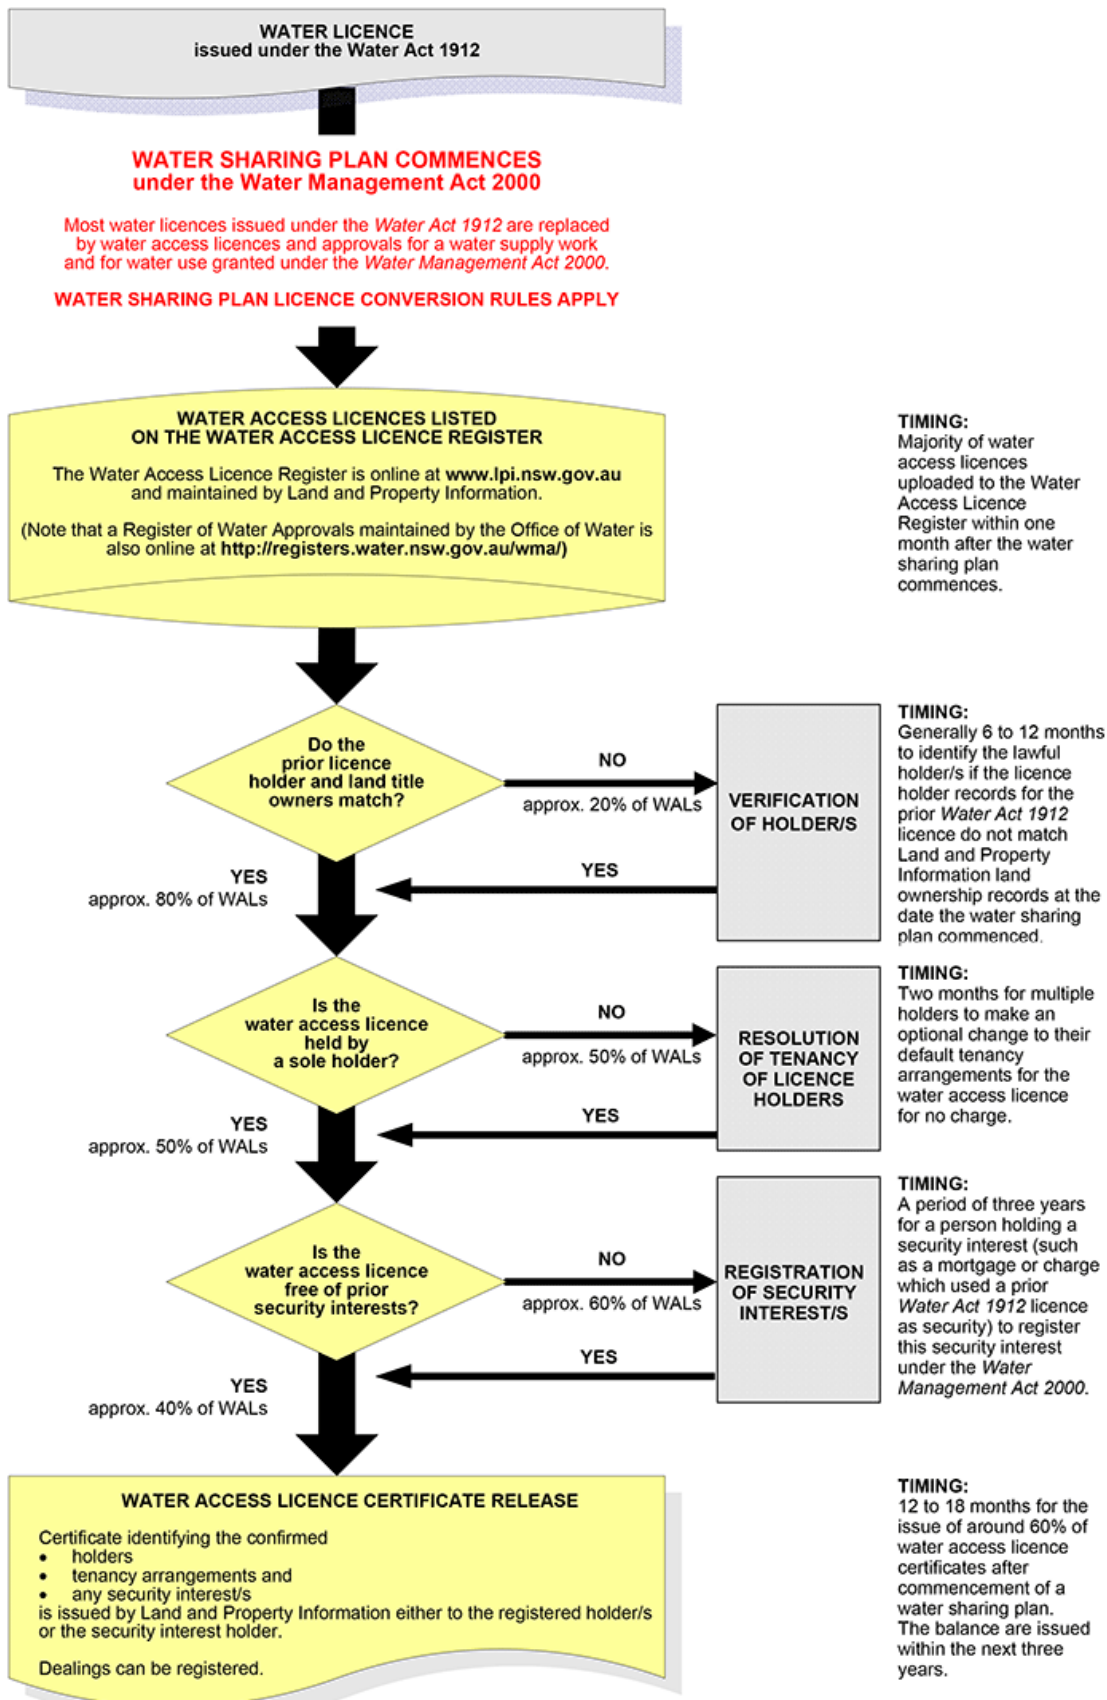 WATER LICENCE
issued under the Water Act 1912
WATER SHARING PLAN COMMENCES
under the Water Management Act 2000
Most water licences issued under the Water Act 1912 are replaced
by water access licences and approvals for a water supply work
and for water use granted under the Water Management Act 2000.
WATER SHARING PLAN LICENCE CONVERSION RULES APPLY
WATER ACCESS LICENCES LISTED
ON THE WATER ACCESS LICENCE REGISTER
The Water Access Licence Register is online at www.lpi.nsw.gov.au
and maintained by Land and Property Information.
(Note that a Register of Water Approvals maintained by the Office of Water is
also online at http://registers.water.nsw.gov.au/wma/)
TIMING:
Majority of water
access licences
uploaded to the Water
Access Licence
Register within one
month after the water
sharing plan
commences.
Do the
prior licence
holder and land title
owners match?
NO
approx. 20% of WALs
VERIFICATION
OF HOLDER/S
YES
YES
approx. 80% of WALs
TIMING:
Generally 6 to 12 months
to identify the lawful
holder/s if the licence
holder records for the
prior Water Act 1912
licence do not match
Land and Property
Information land
ownership records at the
date the water sharing
plan commenced.
Is the
water access licence
held by
a sole holder?
NO
approx. 50% of WALs
RESOLUTION
OF TENANCY
OF LICENCE
HOLDERS
YES
YES
approx. 50% of WALs
TIMING:
Two months for multiple
holders to make an
optional change to their
default tenancy
arrangements for the
water access licence
for no charge.
Is the
water access licence
free of prior
security interests?
NO
approx. 60% of WALs
REGISTRATION
OF SECURITY
INTEREST/S
YES
YES
approx. 40% of WALs
TIMING:
A period of three years
for a person holding a
security interest (such
as a mortgage or charge
which used a prior
Water Act 1912 licence
as security) to register
this security interest
under the Water
Management Act 2000.
WATER ACCESS LICENCE CERTIFICATE RELEASE
Certificate identifying the confirmed
• holders
• tenancy arrangements and
• any security interest/s
is issued by Land and Property Information either to the registered holder/s
or the security interest holder.
Dealings can be registered.
TIMING:
12 to 18 months for the
issue of around 60% of
water access licence
certificates after
commencement of a
water sharing plan.
The balance are issued
within the next three
years.